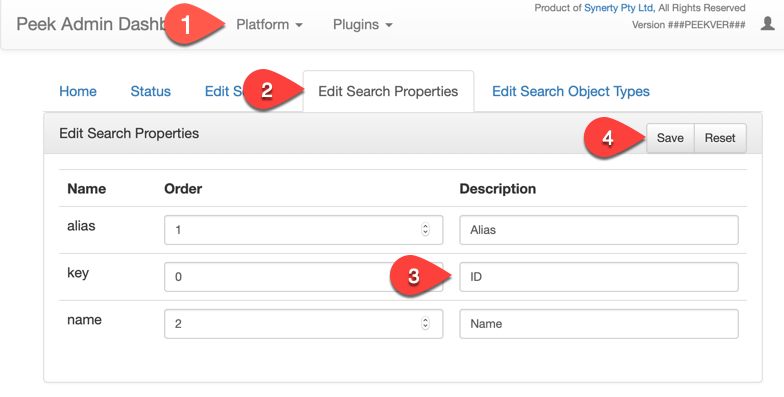 Product of Synerty Pty Ltd, All Rights Reserved
Peek Admin Dashb
1
Platform
Plugins
Version ###PEEKVER###
Home
Status
Edit S
2
Edit Search Properties
Edit Search Object Types
Edit Search Properties
4
Save
Reset
Name
Order
Description
alias
1
Alias
key
0
3
ID
name
2
Name